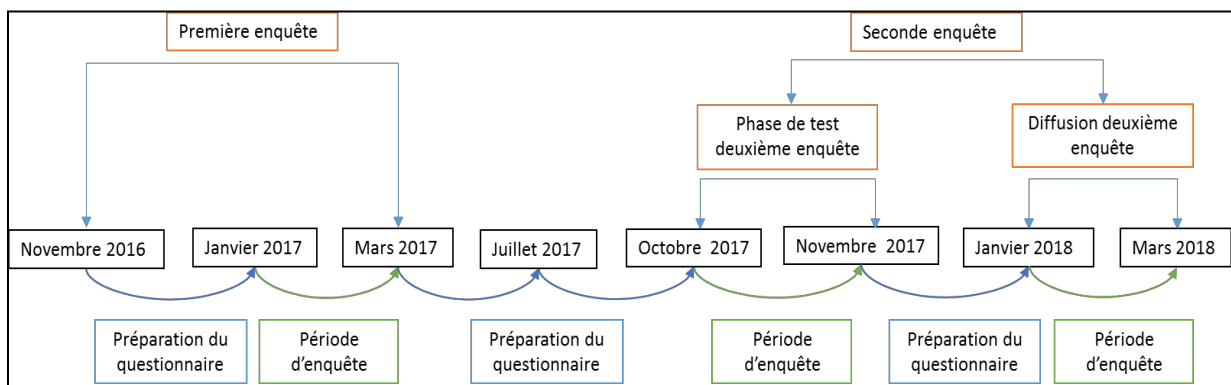 Première enquête
Seconde enquête
Phase de test
deuxième enquête
Diffusion deuxième
enquête
Novembre 2016
Janvier 2017
Mars 2017
Juillet 2017
Octobre 2017
Novembre 2017
Janvier 2018
Mars 2018
Préparation du
questionnaire
Période
d’enquête
Préparation du
questionnaire
Période
d’enquête
Préparation du
questionnaire
Période
d’enquête